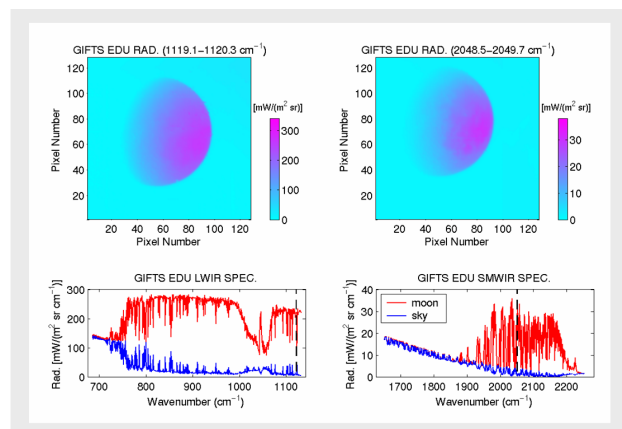 GIFTS EDU RAD. (1119.1−1120.3 cm⁻¹)
120
100
80
60
40
20
Pixel Number
20 40 60 80 100 120
Pixel Number
[mW/(m² sr)]
300
200
100
0
GIFTS EDU RAD. (2048.5−2049.7 cm⁻¹)
120
100
80
60
40
20
Pixel Number
20 40 60 80 100 120
Pixel Number
[mW/(m² sr)]
30
20
10
0
GIFTS EDU LWIR SPEC.
300
200
100
0
Rad. [mW/(m² sr cm⁻¹)]
700 800 900 1000 1100
Wavenumber (cm⁻¹)
GIFTS EDU SMWIR SPEC.
moon
sky
40
30
20
10
0
Rad. [mW/(m² sr cm⁻¹)]
1700 1800 1900 2000 2100 2200
Wavenumber (cm⁻¹)